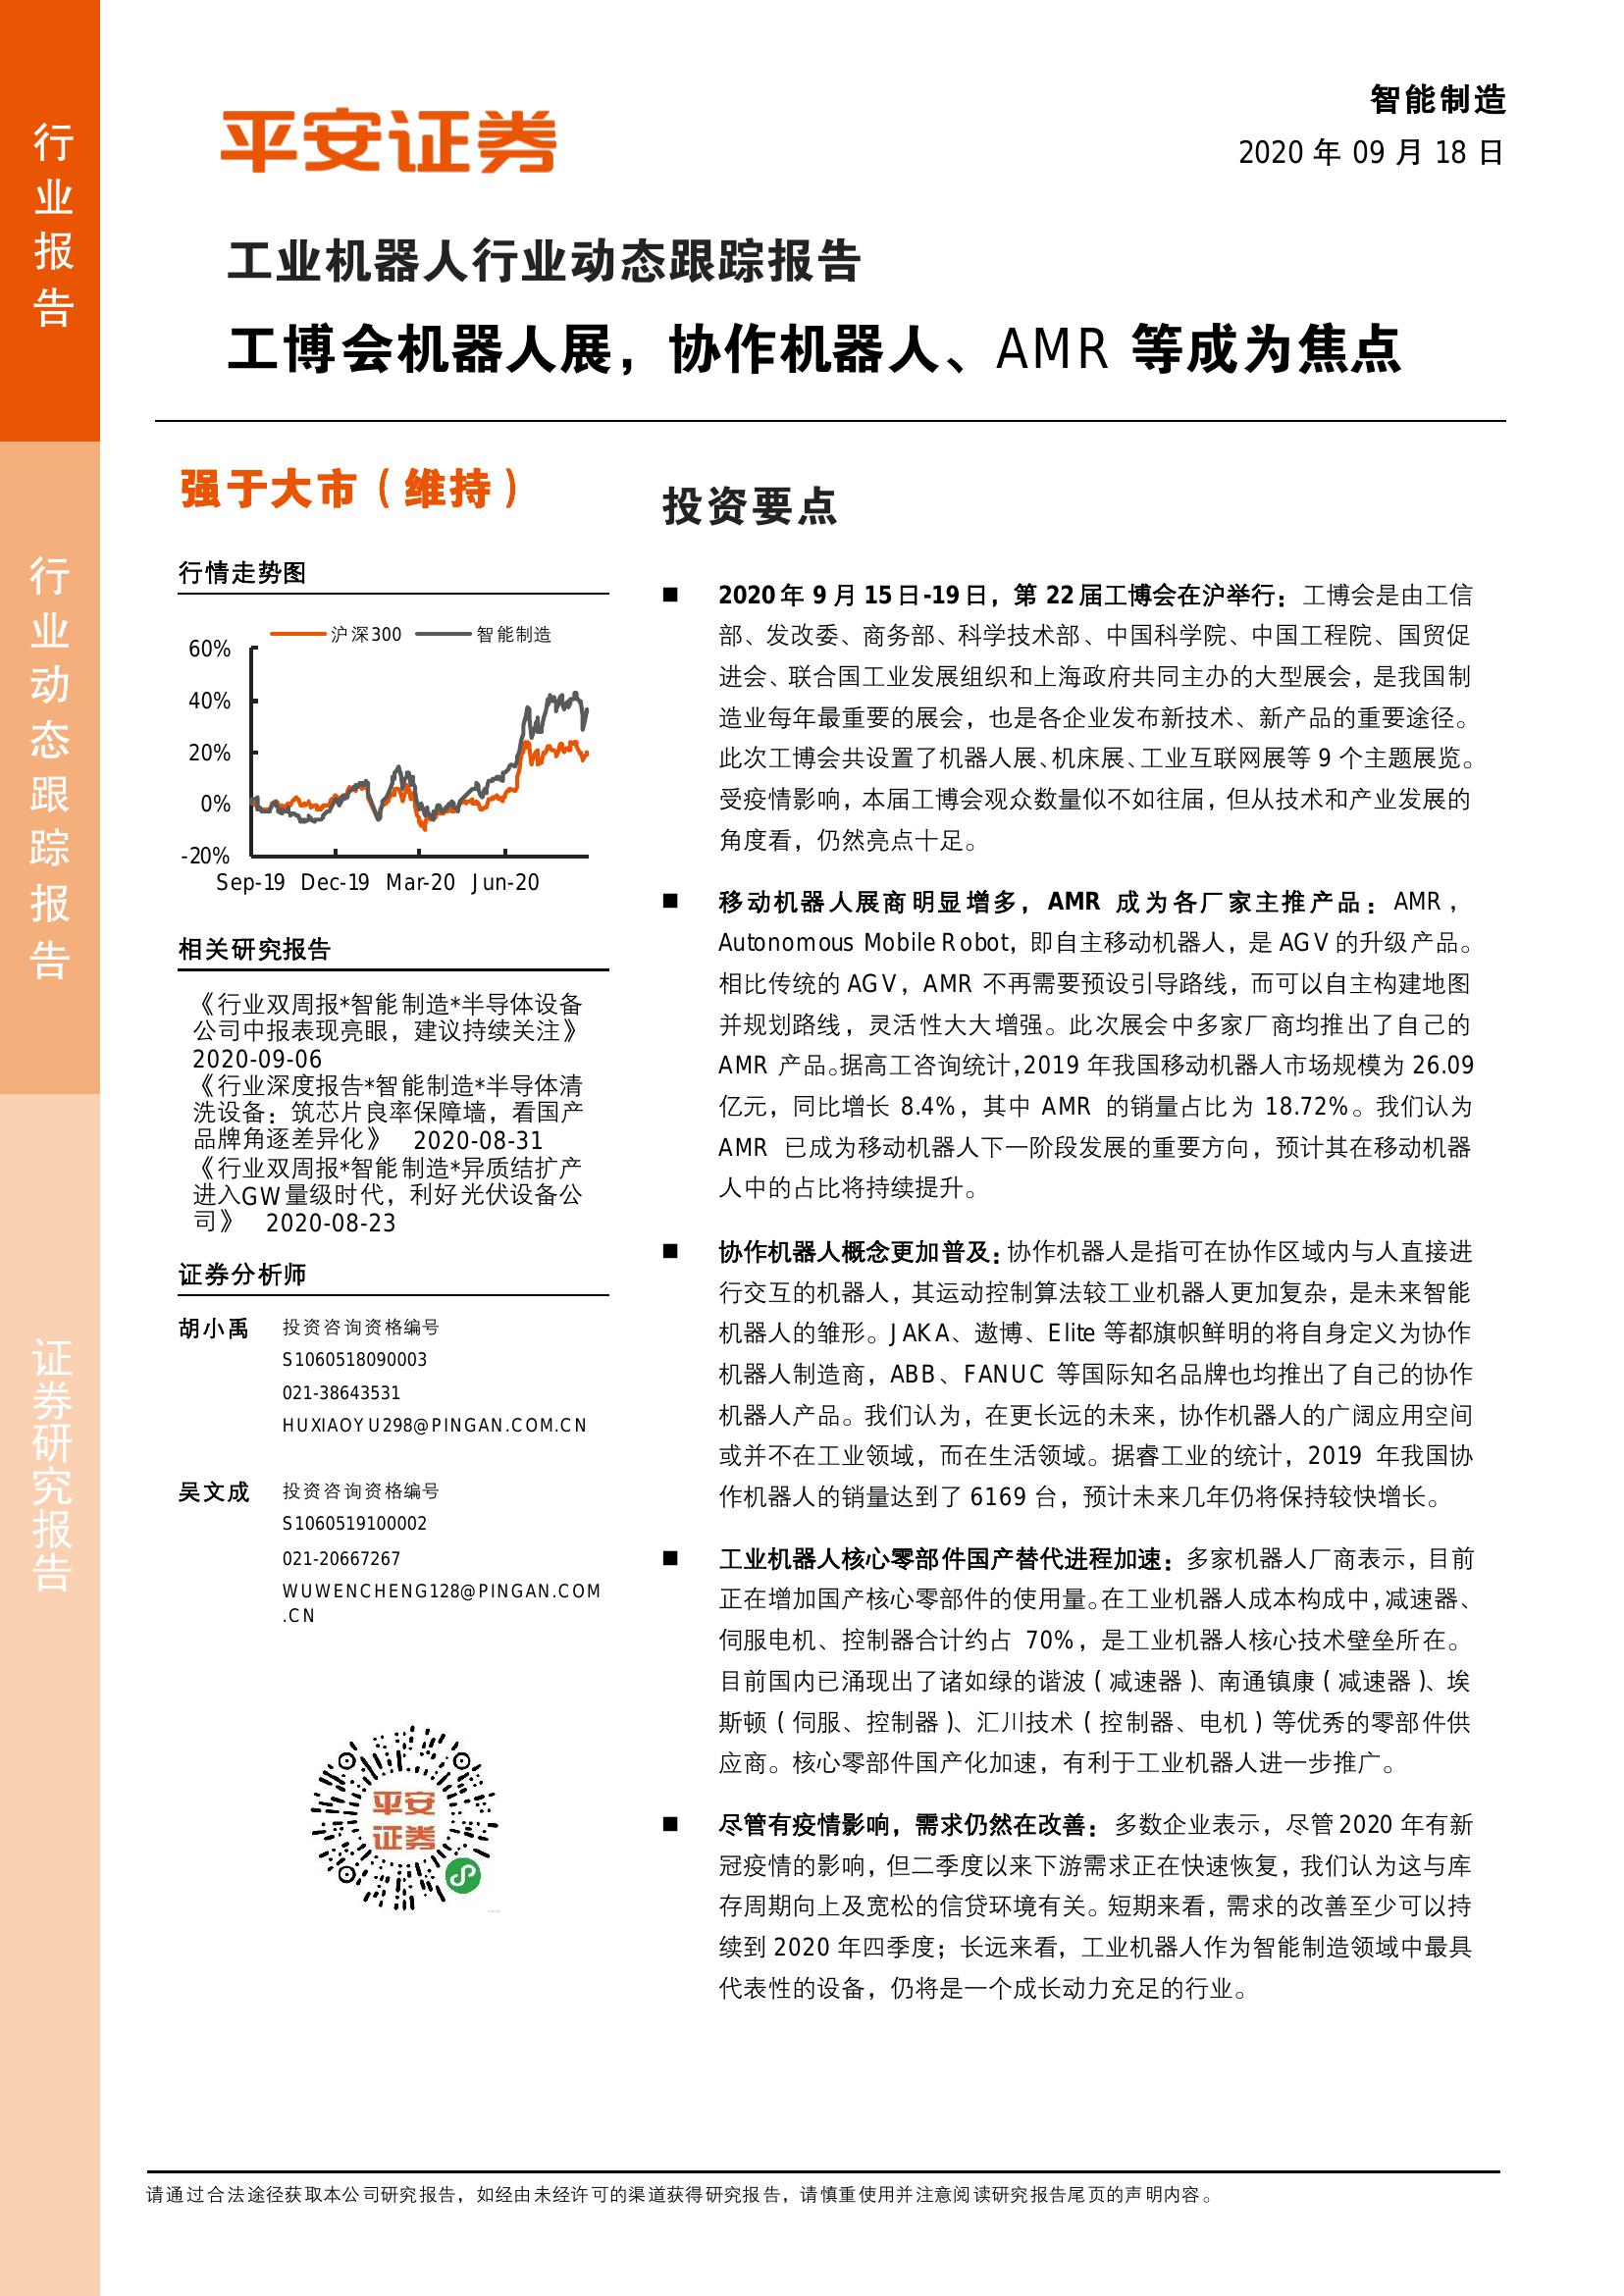 行业报告
行业动态跟踪报告
证券研究报告
平安证券
智能制造
2020 年 09 月 18 日
工业机器人行业动态跟踪报告
工博会机器人展，协作机器人、AMR 等成为焦点
强于大市（维持）
行情走势图
沪深300 智能制造
60%
40%
20%
0%
-20%
Sep-19 Dec-19 Mar-20 Jun-20
相关研究报告
《行业双周报*智能制造*半导体设备
公司中报表现亮眼，建议持续关注》
2020-09-06
《行业深度报告*智能制造*半导体清
洗设备：筑芯片良率保障墙，看国产
品牌角逐差异化》 2020-08-31
《行业双周报*智能制造*异质结扩产
进入GW量级时代，利好光伏设备公
司》 2020-08-23
证券分析师
胡小禹 投资咨询资格编号
S1060518090003
021-38643531
HUXIAOYU298@PINGAN.COM.CN
吴文成 投资咨询资格编号
S1060519100002
021-20667267
WUWENCHENG128@PINGAN.COM
.CN
平安
证券
投资要点
■ 2020 年 9 月 15 日-19 日，第 22 届工博会在沪举行：工博会是由工信
部、发改委、商务部、科学技术部、中国科学院、中国工程院、国贸促
进会、联合国工业发展组织和上海政府共同主办的大型展会，是我国制
造业每年最重要的展会，也是各企业发布新技术、新产品的重要途径。
此次工博会共设置了机器人展、机床展、工业互联网展等 9 个主题展览。
受疫情影响，本届工博会观众数量似不如往届，但从技术和产业发展的
角度看，仍然亮点十足。
■ 移动机器人展商明显增多，AMR 成为各厂家主推产品：AMR，
Autonomous Mobile Robot，即自主移动机器人，是 AGV 的升级产品。
相比传统的 AGV，AMR 不再需要预设引导路线，而可以自主构建地图
并规划路线，灵活性大大增强。此次展会中多家厂商均推出了自己的
AMR 产品。据高工咨询统计，2019 年我国移动机器人市场规模为 26.09
亿元，同比增长 8.4%，其中 AMR 的销量占比为 18.72%。我们认为
AMR 已成为移动机器人下一阶段发展的重要方向，预计其在移动机器
人中的占比将持续提升。
■ 协作机器人概念更加普及：协作机器人是指可在协作区域内与人直接进
行交互的机器人，其运动控制算法较工业机器人更加复杂，是未来智能
机器人的雏形。JAKA、遨博、Elite 等都旗帜鲜明的将自身定义为协作
机器人制造商，ABB、FANUC 等国际知名品牌也均推出了自己的协作
机器人产品。我们认为，在更长远的未来，协作机器人的广阔应用空间
或并不在工业领域，而在生活领域。据睿工业的统计，2019 年我国协
作机器人的销量达到了 6169 台，预计未来几年仍将保持较快增长。
■ 工业机器人核心零部件国产替代进程加速：多家机器人厂商表示，目前
正在增加国产核心零部件的使用量。在工业机器人成本构成中，减速器、
伺服电机、控制器合计约占 70%，是工业机器人核心技术壁垒所在。
目前国内已涌现出了诸如绿的谐波（减速器）、南通镇康（减速器）、埃
斯顿（伺服、控制器）、汇川技术（控制器、电机）等优秀的零部件供
应商。核心零部件国产化加速，有利于工业机器人进一步推广。
■ 尽管有疫情影响，需求仍然在改善：多数企业表示，尽管 2020 年有新
冠疫情的影响，但二季度以来下游需求正在快速恢复，我们认为这与库
存周期向上及宽松的信贷环境有关。短期来看，需求的改善至少可以持
续到 2020 年四季度；长远来看，工业机器人作为智能制造领域中最具
代表性的设备，仍将是一个成长动力充足的行业。
请通过合法途径获取本公司研究报告，如经由未经许可的渠道获得研究报告，请慎重使用并注意阅读研究报告尾页的声明内容。